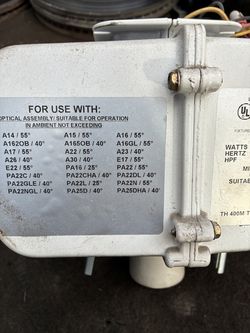 FOR USE WITH:
OPTICAL ASSEMBLY/ SUITABLE FOR OPERATION
IN AMBIENT NOT EXCEEDING
A14 / 55° A15 / 55° A16 / 55°
A162OB / 40° A165OB / 40° A16GL / 55°
A17 / 55° A22 / 55° A23 / 40°
A26 / 40° A30 / 40° E17 / 55°
E22 / 55° PA16 / 25° PA22 / 55°
PA22C / 40° PA22CHA / 40° PA22DL / 40°
PA22GLE / 40° PA22L / 25° PA22N / 55°
PA22NGL / 40° PA25D / 40° PA25DHA / 40°
UL
WATTS
HERTZ
HPF
TH 400M T